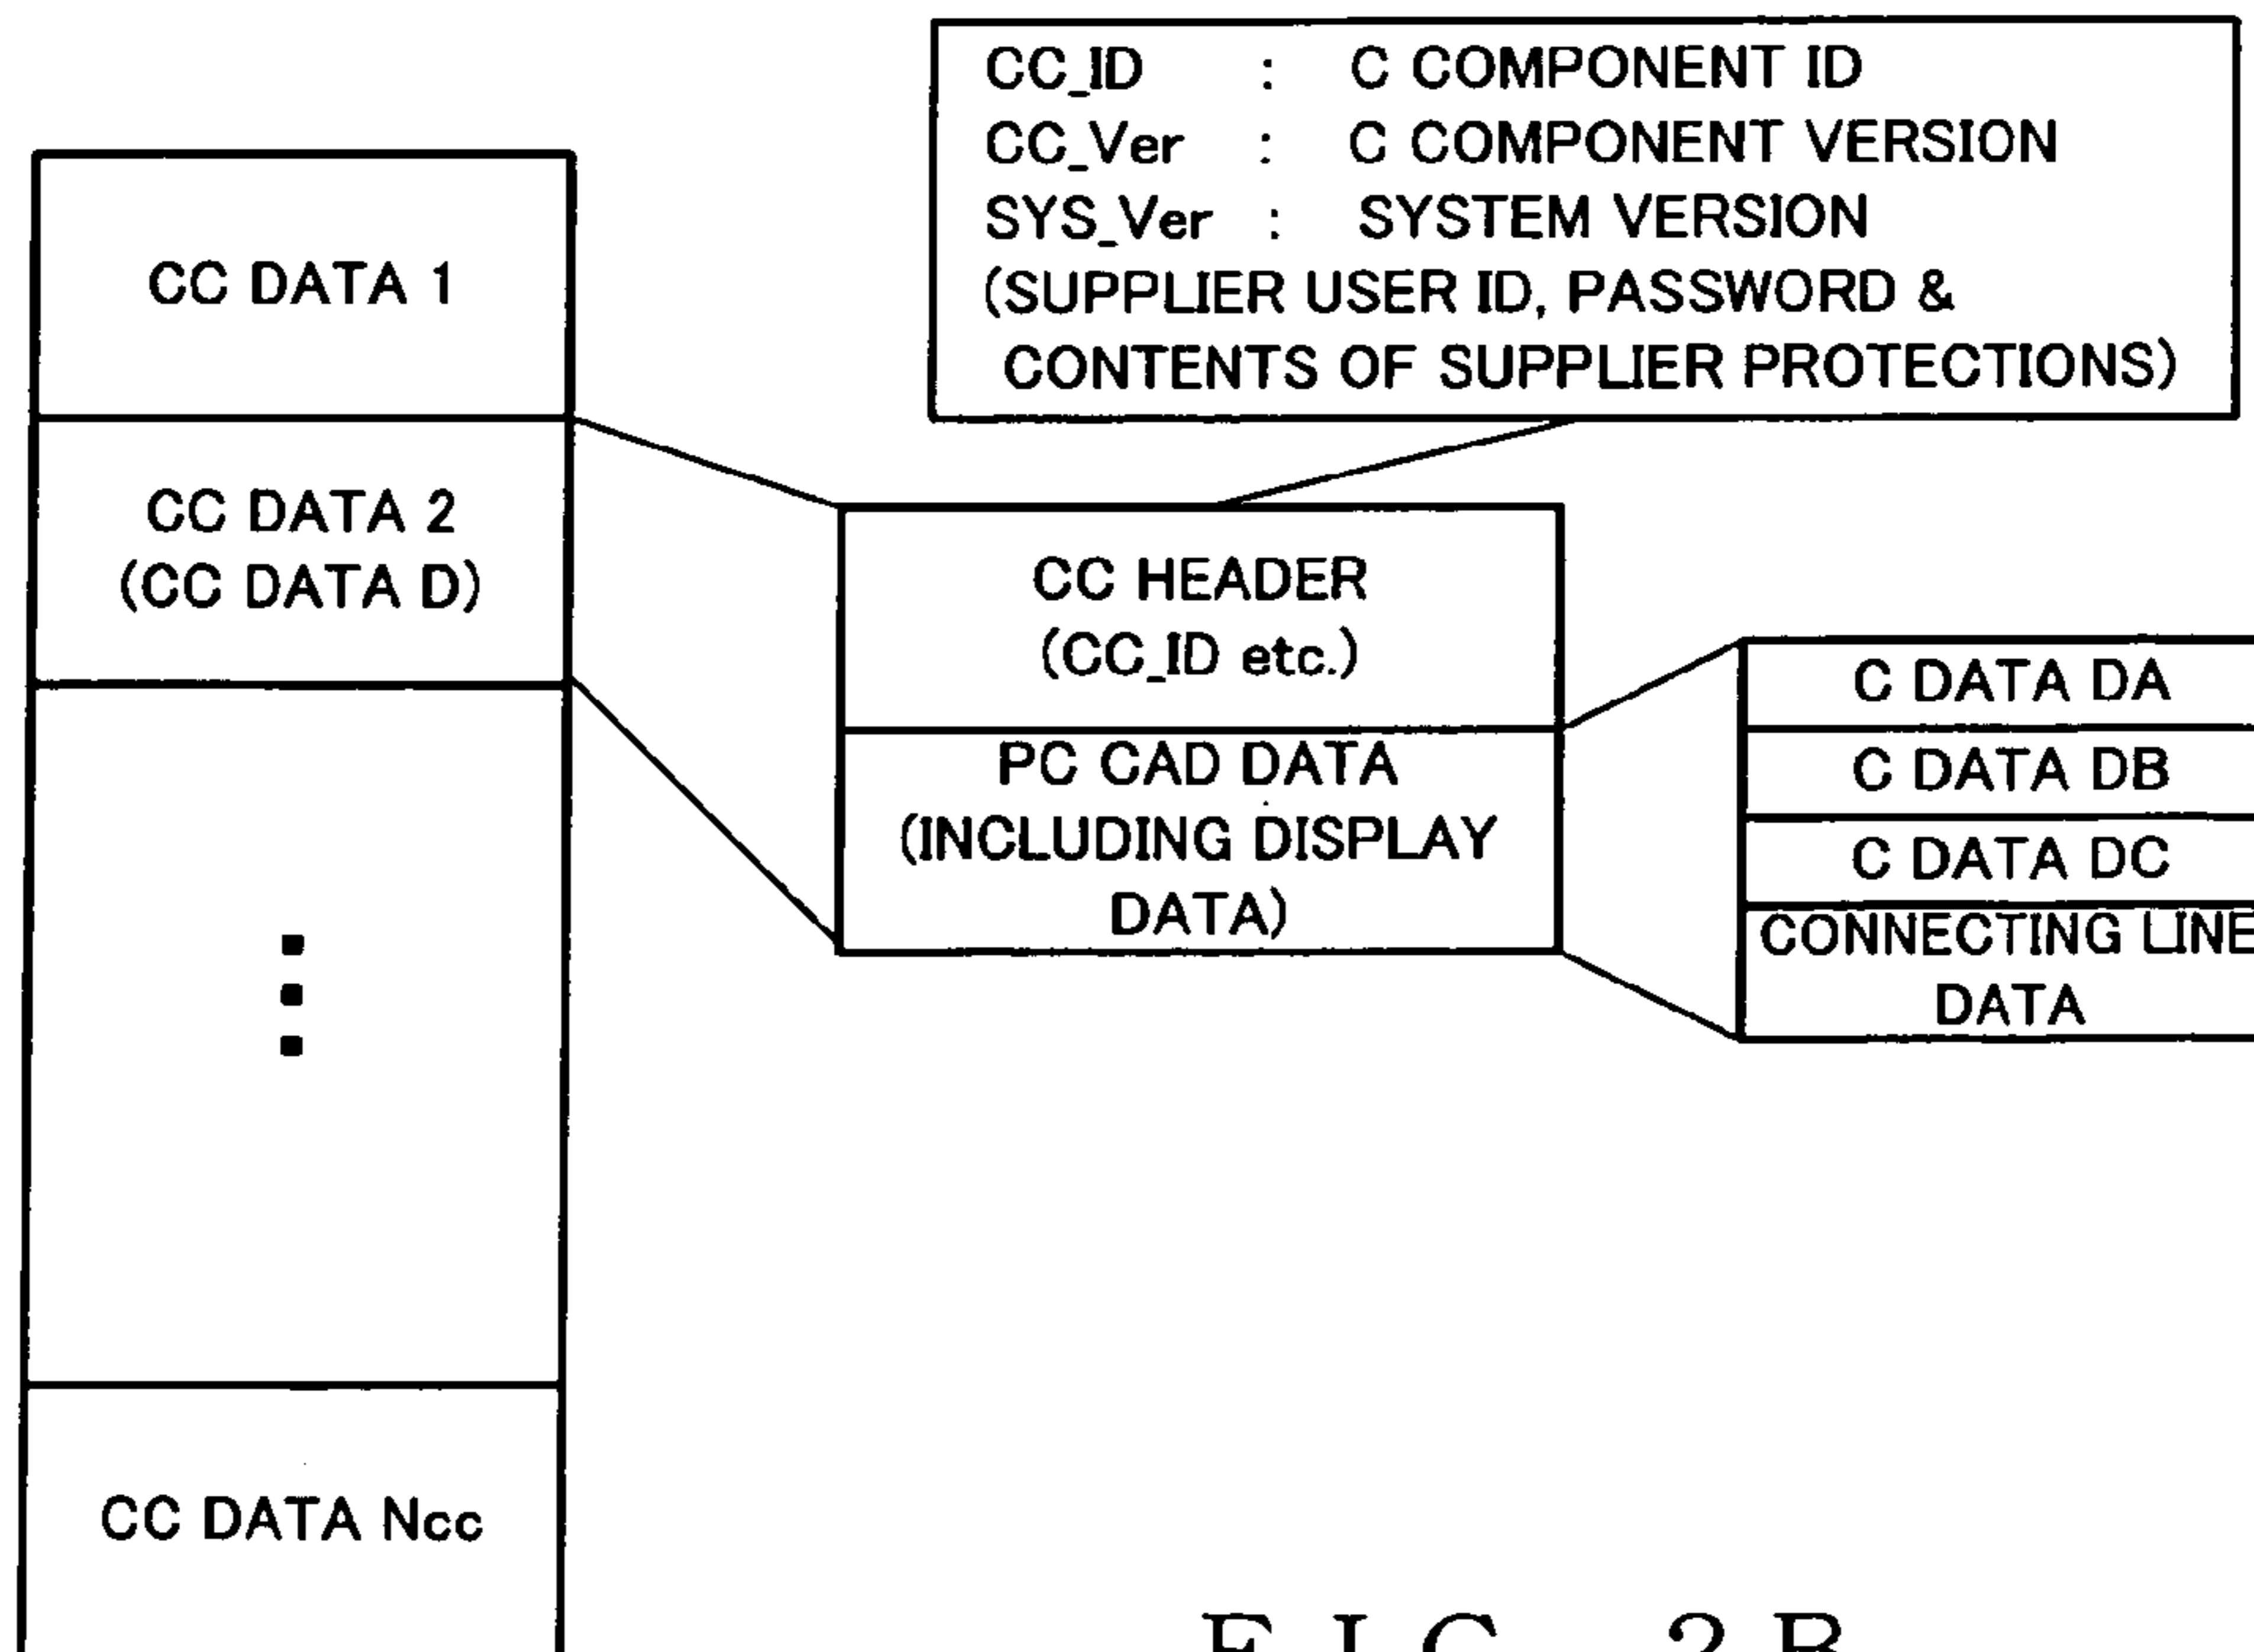 CC_ID : C COMPONENT ID
CC_Ver : C COMPONENT VERSION
SYS_Ver : SYSTEM VERSION
(SUPPLIER USER ID, PASSWORD &
CONTENTS OF SUPPLIER PROTECTIONS)
CC DATA 1
CC DATA 2
(CC DATA D)
CC DATA Ncc
CC HEADER
(CC_ID etc.)
PC CAD DATA
(INCLUDING DISPLAY
DATA)
C DATA DA
C DATA DB
C DATA DC
CONNECTING LINE
DATA
FIG. 2B